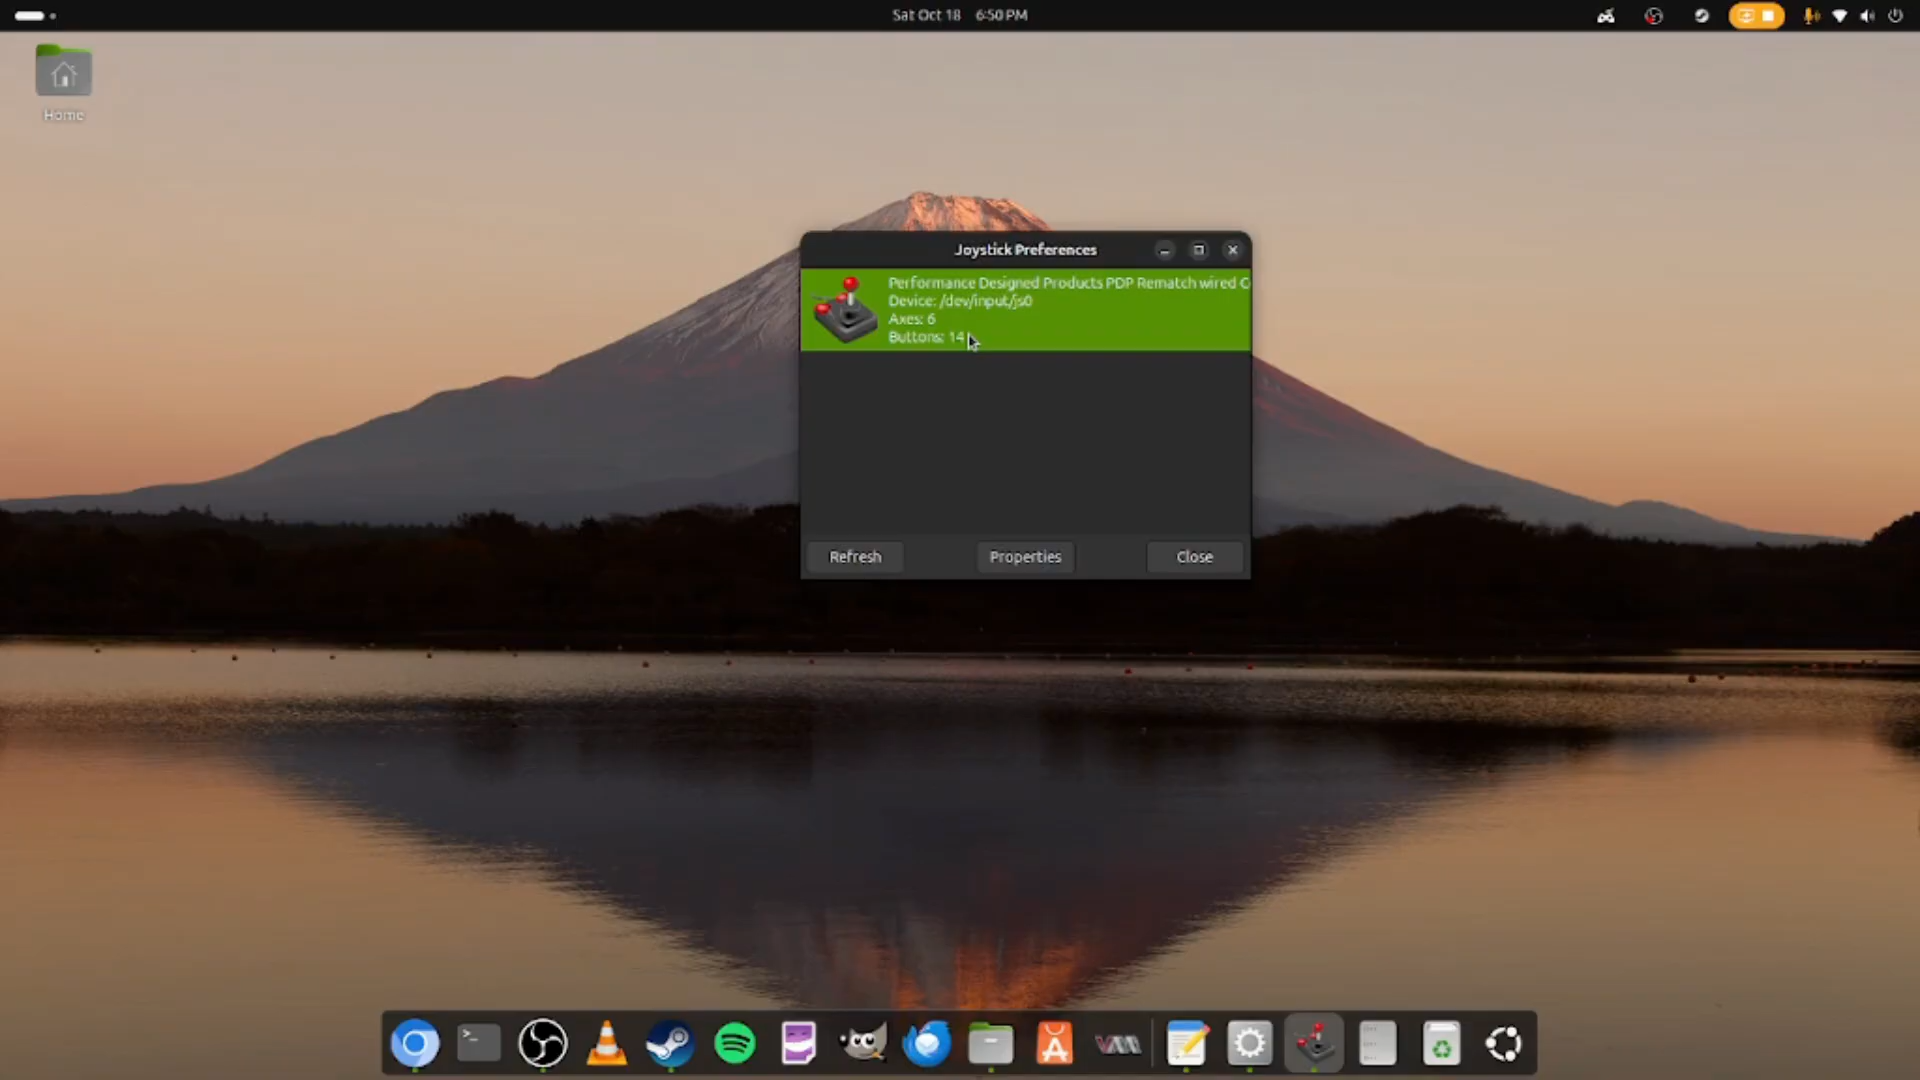 Sat Oct 18 6:50 PM
Home
Joystick Preferences
Performance Designed Products PDP Rematch wired C
Device: /dev/input/js0
Axes: 6
Buttons: 14
Refresh
Properties
Close